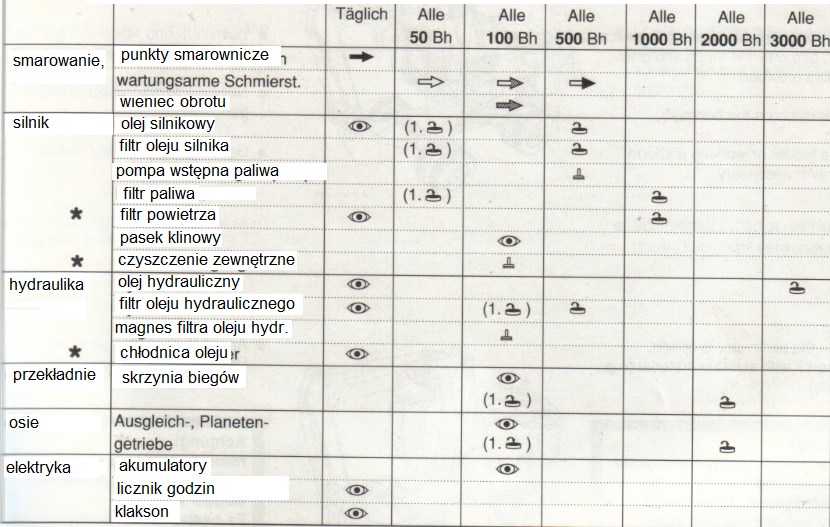 Täglich Alle Alle Alle Alle Alle Alle
50 Bh 100 Bh 500 Bh 1000 Bh 2000 Bh 3000 Bh
smarowanie, punkty smarownicze
wartungsarme Schmierst.
wieniec obrotu
silnik olej silnikowy (1. )
filtr oleju silnika (1. )
pompa wstępna paliwa
filtr paliwa (1. )
* filtr powietrza
pasek klinowy
* czyszczenie zewnętrzne
hydraulika olej hydrauliczny
filtr oleju hydraulicznego (1. )
magnes filtra oleju hydr.
* chłodnica oleju
przekładnie skrzynia biegów
(1. )
osie Ausgleich-, Planeten-
getriebe (1. )
elektryka akumulatory
licznik godzin
klakson